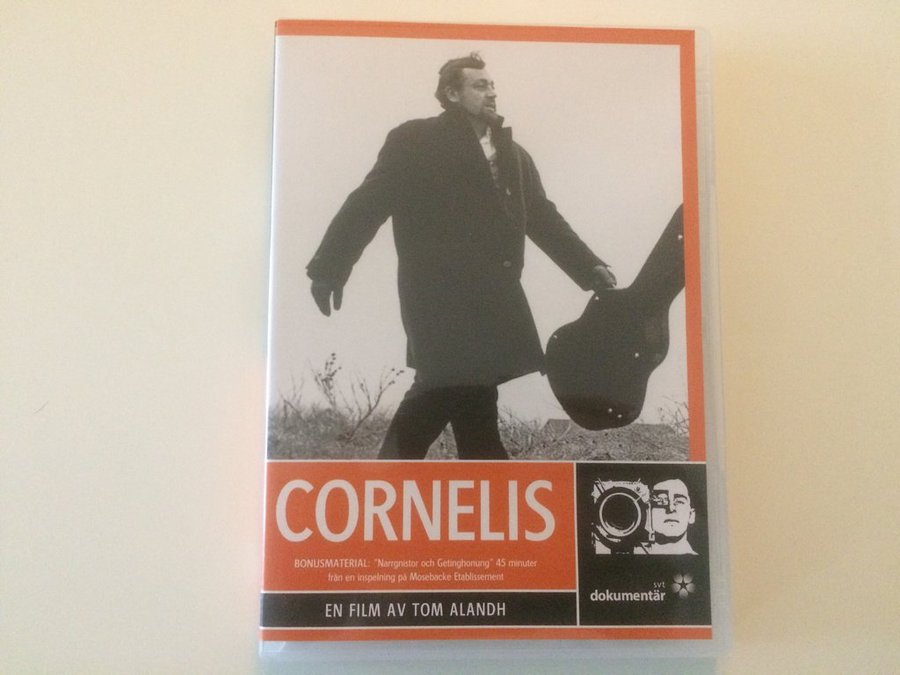 CORNELIS
BONUSMATERIAL: "Narrgnistor och Getinghonung" 45 minuter
från en inspelning på Mosebacke Etablissement
EN FILM AV TOM ALANDH
svt
dokumentär